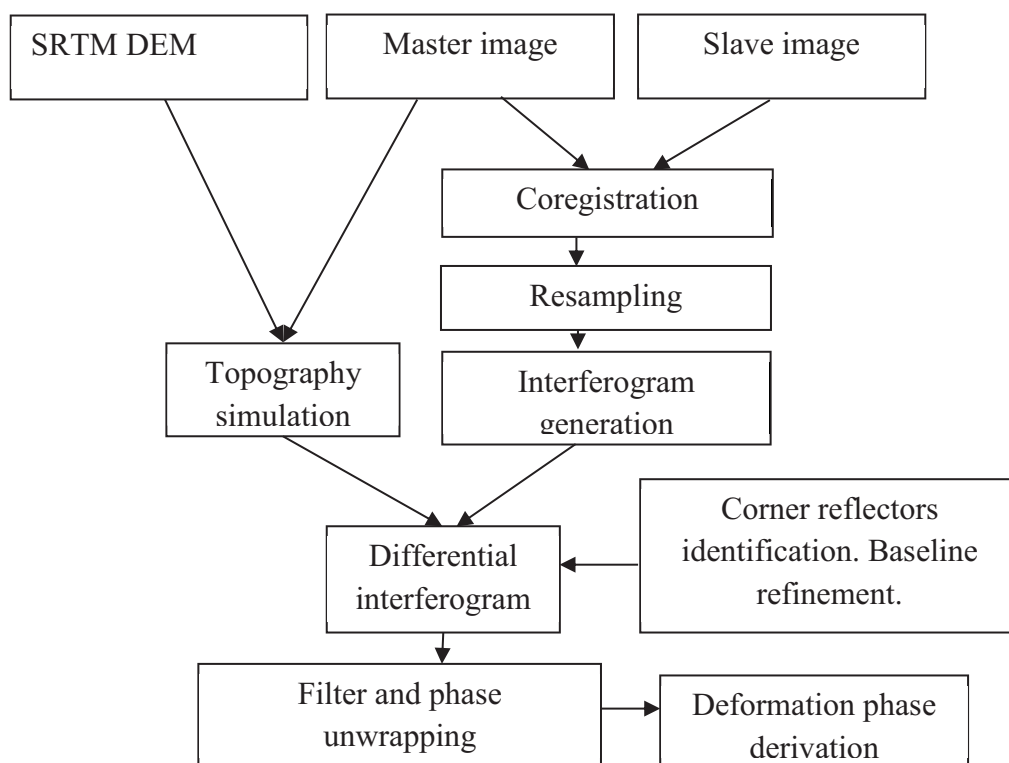 SRTM DEM
Master image
Slave image
Coregistration
Resampling
Topography
simulation
Interferogram
generation
Corner reflectors
identification. Baseline
refinement.
Differential
interferogram
Filter and phase
unwrapping
Deformation phase
derivation